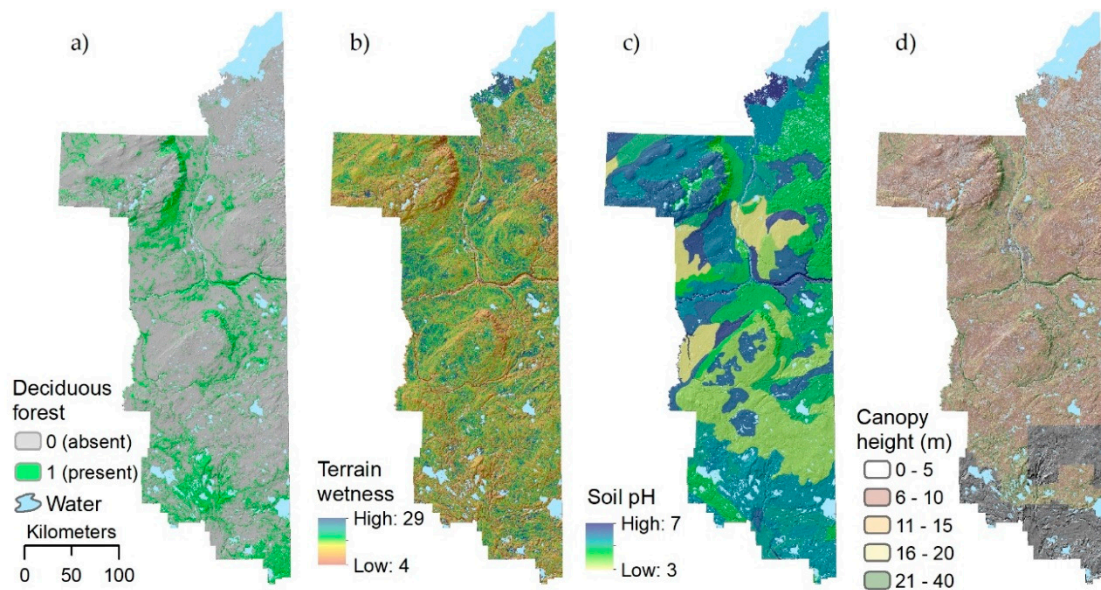 a)
b)
c)
d)
Deciduous
forest
0 (absent)
1 (present)
Water
Kilometers
0 50 100
Terrain
wetness
High: 29
Low: 4
Soil pH
High: 7
Low: 3
Canopy
height (m)
0 - 5
6 - 10
11 - 15
16 - 20
21 - 40